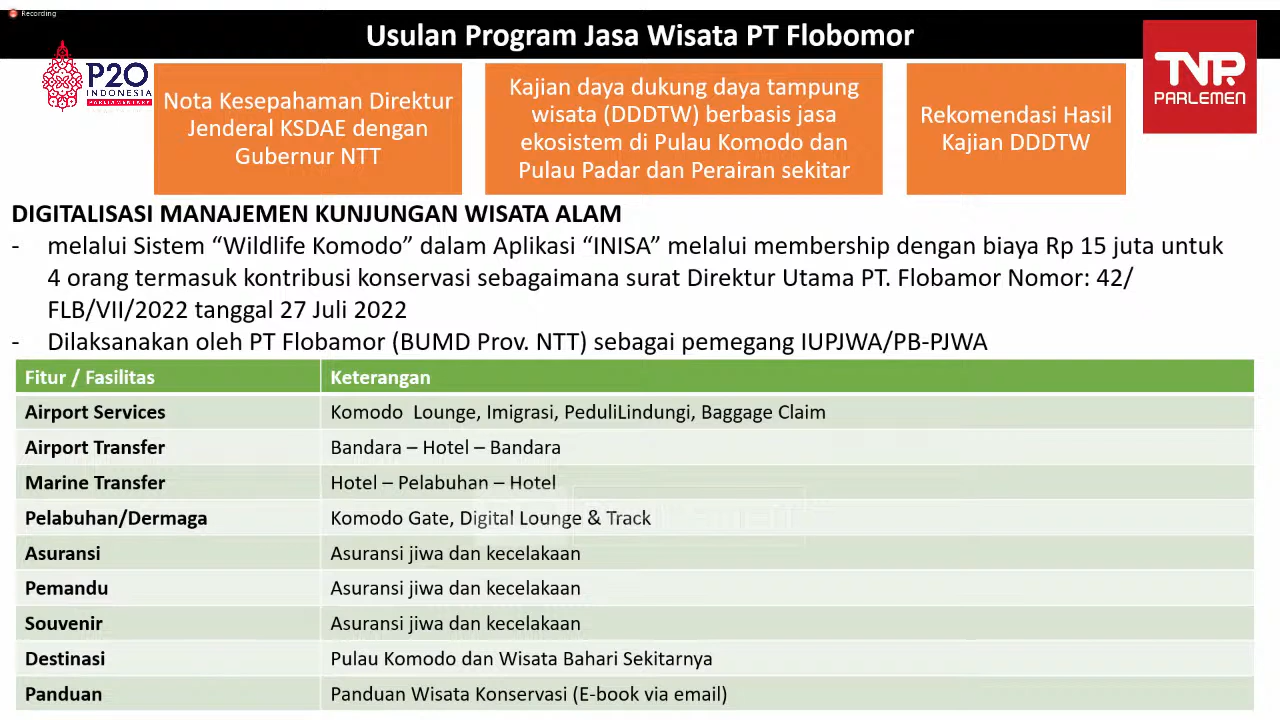 Recording
Usulan Program Jasa Wisata PT Flobomor
P20
INDONESIA
TVR.
PARLEMEN
Nota Kesepahaman Direktur
Jenderal KSDAE dengan
Gubernur NTT
Kajian daya dukung daya tampung
wisata (DDDTW) berbasis jasa
ekosistem di Pulau Komodo dan
Pulau Padar dan Perairan sekitar
Rekomendasi Hasil
Kajian DDDTW
DIGITALISASI MANAJEMEN KUNJUNGAN WISATA ALAM
- melalui Sistem “Wildlife Komodo” dalam Aplikasi “INISA” melalui membership dengan biaya Rp 15 juta untuk
4 orang termasuk kontribusi konservasi sebagaimana surat Direktur Utama PT. Flobamor Nomor: 42/
FLB/VII/2022 tanggal 27 Juli 2022
- Dilaksanakan oleh PT Flobamor (BUMD Prov. NTT) sebagai pemegang IUPJWA/PB-PJWA
Fitur / Fasilitas Keterangan
Airport Services Komodo Lounge, Imigrasi, PeduliLindungi, Baggage Claim
Airport Transfer Bandara – Hotel – Bandara
Marine Transfer Hotel – Pelabuhan – Hotel
Pelabuhan/Dermaga Komodo Gate, Digital Lounge & Track
Asuransi Asuransi jiwa dan kecelakaan
Pemandu Asuransi jiwa dan kecelakaan
Souvenir Asuransi jiwa dan kecelakaan
Destinasi Pulau Komodo dan Wisata Bahari Sekitarnya
Panduan Panduan Wisata Konservasi (E-book via email)